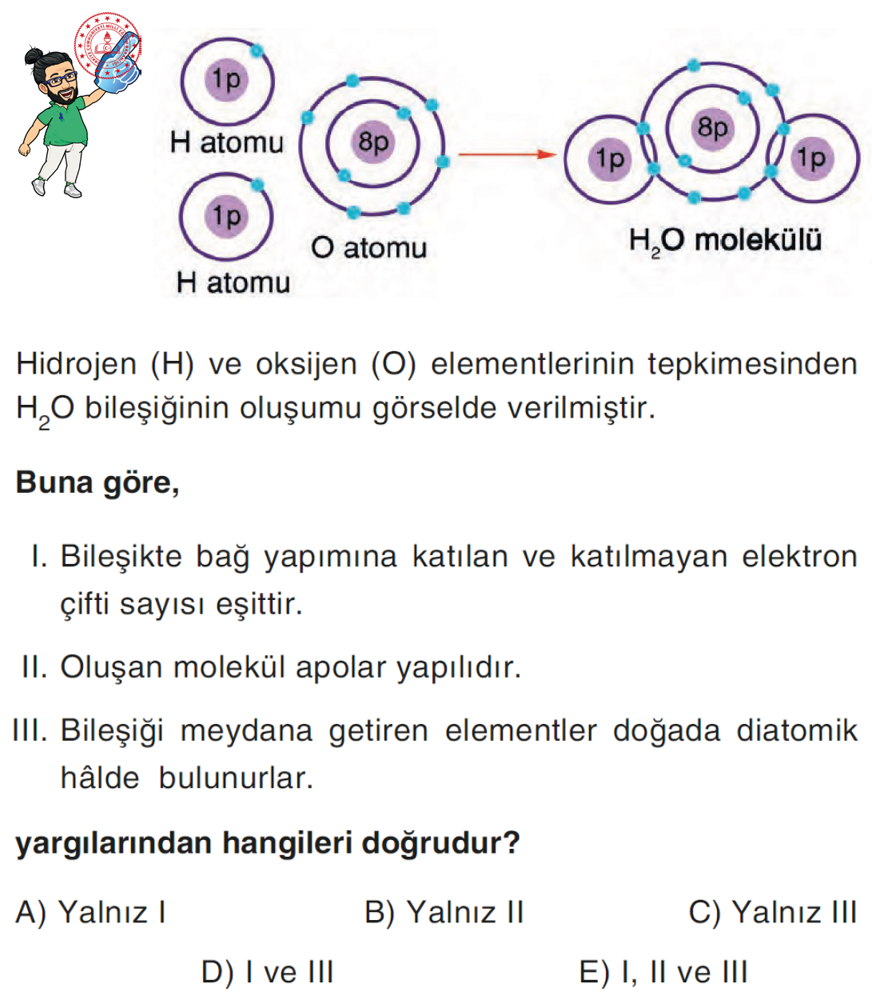 1p
H atomu
1p
H atomu
8p
O atomu
1p
8p
1p
H₂O molekülü
Hidrojen (H) ve oksijen (O) elementlerinin tepkimesinden
H₂O bileşiğinin oluşumu görselde verilmiştir.
Buna göre,
I. Bileşikte bağ yapımına katılan ve katılmayan elektron
çifti sayısı eşittir.
II. Oluşan molekül apolar yapılıdır.
III. Bileşiği meydana getiren elementler doğada diatomik
hâlde bulunurlar.
yargılarından hangileri doğrudur?
A) Yalnız I B) Yalnız II C) Yalnız III
D) I ve III E) I, II ve III